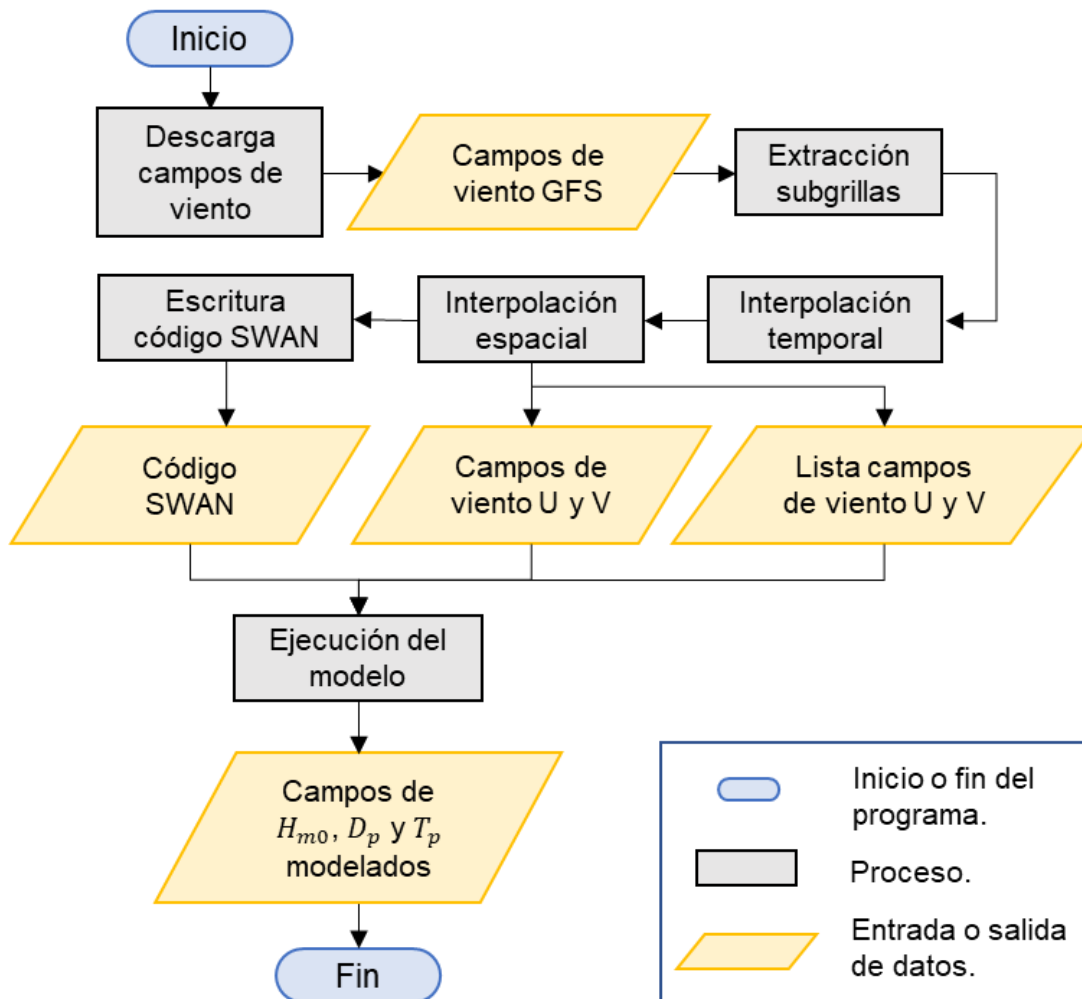 Inicio
Descarga
campos de
viento
Campos de
viento GFS
Extracción
subgrillas
Escritura
código SWAN
Interpolación
espacial
Interpolación
temporal
Código
SWAN
Campos de
viento U y V
Lista campos
de viento U y V
Ejecución del
modelo
Campos de
H_{m0}, D_p y T_p
modelados
Fin
Inicio o fin del
programa.
Proceso.
Entrada o salida
de datos.